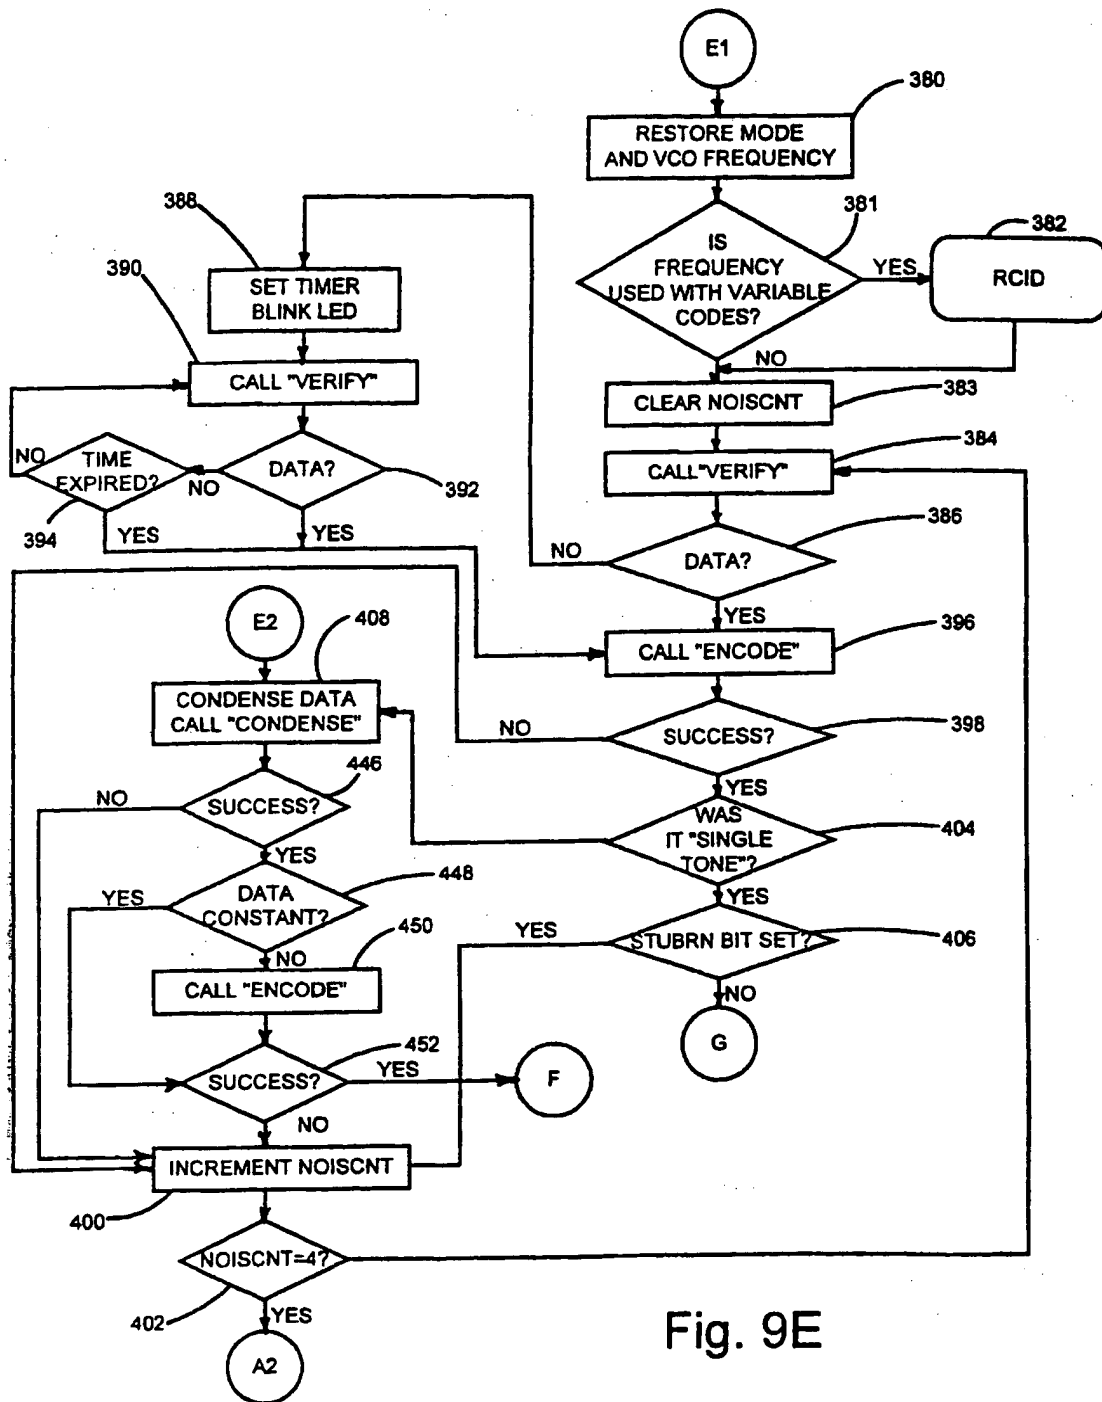 E1
380
RESTORE MODE
AND VCO FREQUENCY
388
381
382
IS
FREQUENCY
USED WITH VARIABLE
CODES?
YES
RCID
390
SET TIMER
BLINK LED
NO
CALL "VERIFY"
CLEAR NOISCNT
383
384
NO
TIME
EXPIRED?
NO
DATA?
392
CALL"VERIFY"
394
YES
YES
386
NO
DATA?
YES
E2
408
396
CALL "ENCODE"
CONDENSE DATA
CALL "CONDENSE"
NO
SUCCESS?
398
446
NO
SUCCESS?
YES
WAS
IT "SINGLE
TONE"?
404
YES
448
YES
DATA
CONSTANT?
YES
450
YES
STUBRN BIT SET?
406
NO
CALL "ENCODE"
NO
G
452
SUCCESS?
YES
F
NO
INCREMENT NOISCNT
400
NOISCNT=4?
402
YES
A2
Fig. 9E